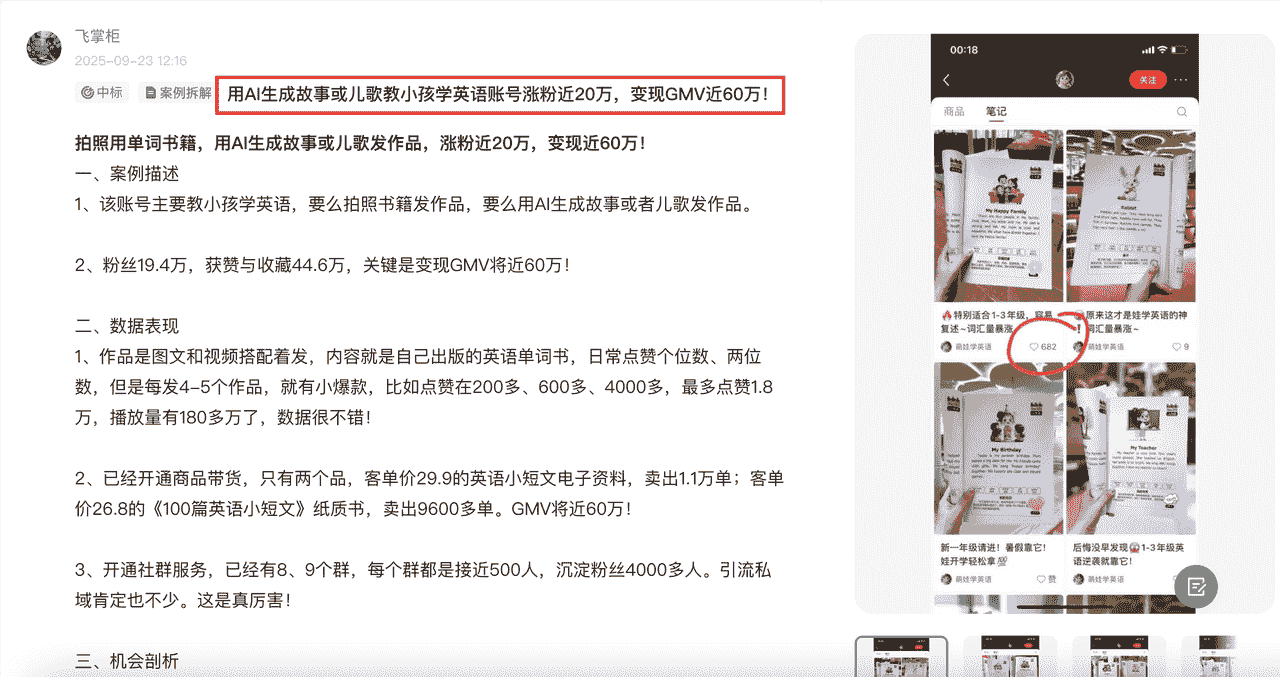 飞掌柜
2025-09-23 12:16
中标
案例拆解
用AI生成故事或儿歌教小孩学英语账号涨粉近20万，变现GMV近60万！
拍照用单词书籍，用AI生成故事或儿歌发作品，涨粉近20万，变现近60万！
一、案例描述
1、该账号主要教小孩学英语，要么拍照书籍发作品，要么用AI生成故事或者儿歌发作品。
2、粉丝19.4万，获赞与收藏44.6万，关键是变现GMV将近60万！
二、数据表现
1、作品是图文和视频搭配着发，内容就是自己出版的英语单词书，日常点赞个位数、两位
数，但是每发4-5个作品，就有小爆款，比如点赞在200多、600多、4000多，最多点赞1.8
万，播放量有180多万了，数据很不错！
2、已经开通商品带货，只有两个品，客单价29.9的英语小短文电子资料，卖出1.1万单；客单
价26.8的《100篇英语小短文》纸质书，卖出9600多单。GMV将近60万！
3、开通社群服务，已经有8、9个群，每个群都是接近500人，沉淀粉丝4000多人。引流私
域肯定也不少。这是真厉害！
三、机会剖析
00:18
关注
商品
笔记
My Happy Family
Rabbit
🔥特别适合1-3年级，容易
复述~词汇量暴涨
萌娃学英语
682
原来这才是娃学英语的神
！词汇量暴涨~
萌娃学英语
9
My Birthday
My Teacher
新一年级请进！暑假靠它！
娃开学轻松拿💯
萌娃学英语
赞
后悔没早发现😱1-3年级英
语逆袭就靠它！
萌娃学英语